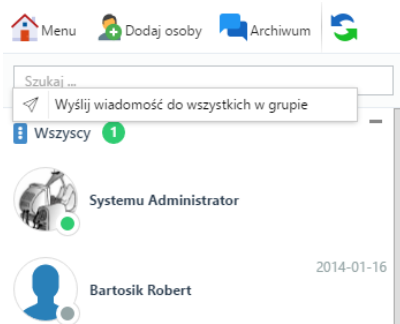 Menu Dodaj osoby Archiwum
Szukaj ...
Wyślij wiadomość do wszystkich w grupie
Wszyscy 1
Systemu Administrator
2014-01-16
Bartosik Robert